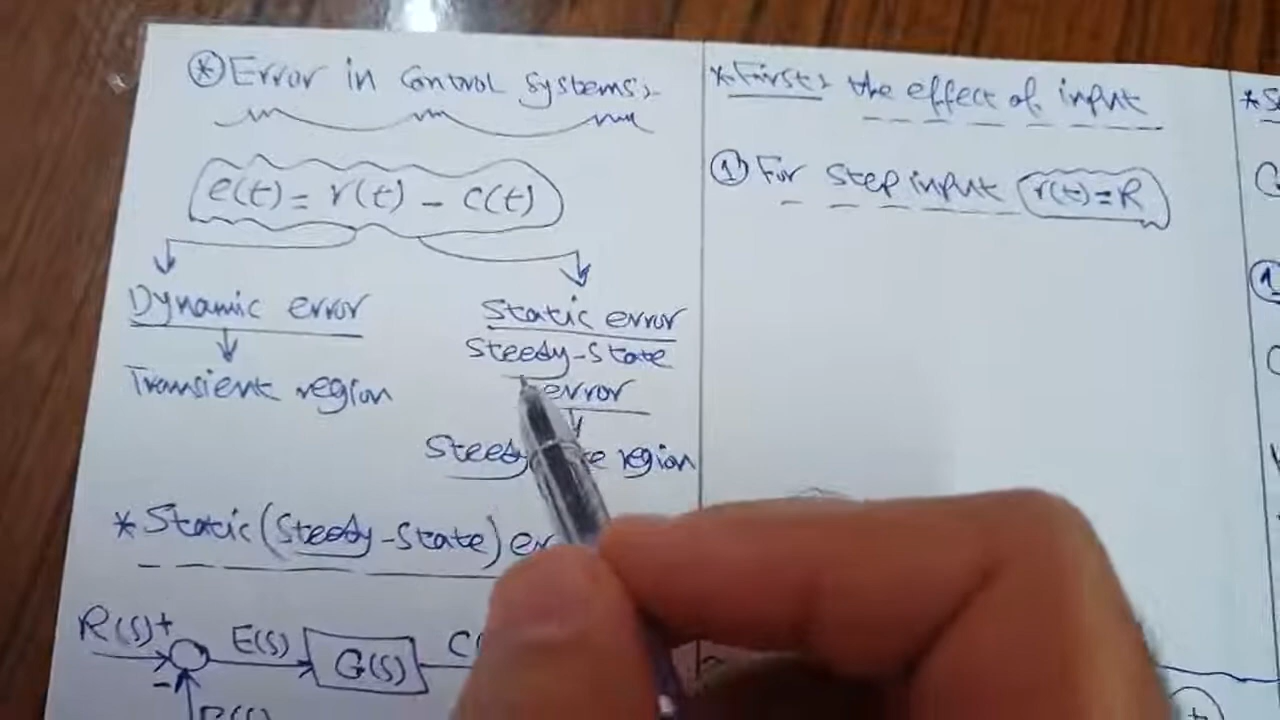 * Error in Control Systems:-
e(t) = r(t) - c(t)
Dynamic error
Transient region
Static error
Steady-State
error
region
* Static (Steady-State)
R(s) +
E(s)
G(s)
-
* First: the effect of input
① For step input r(t)=R